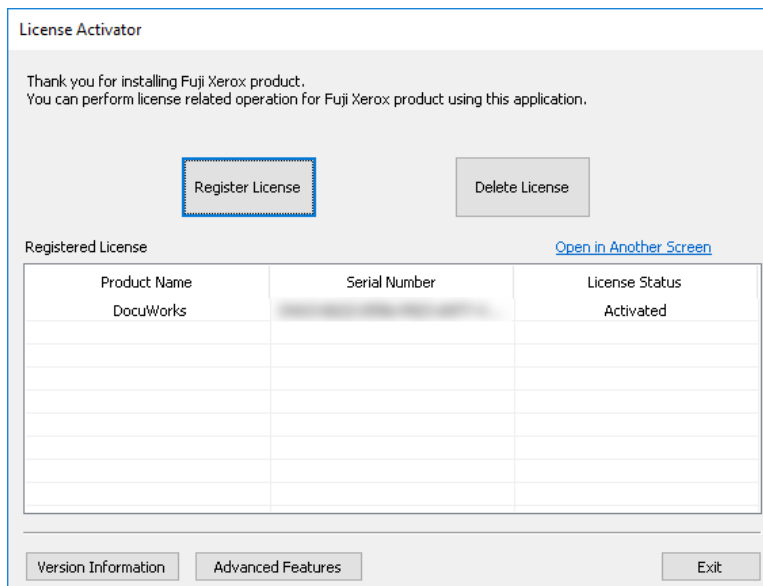 License Activator
Thank you for installing Fuji Xerox product.
You can perform license related operation for Fuji Xerox product using this application.
Register License
Delete License
Registered License
Open in Another Screen
Product Name Serial Number License Status
DocuWorks Activated
Version Information
Advanced Features
Exit